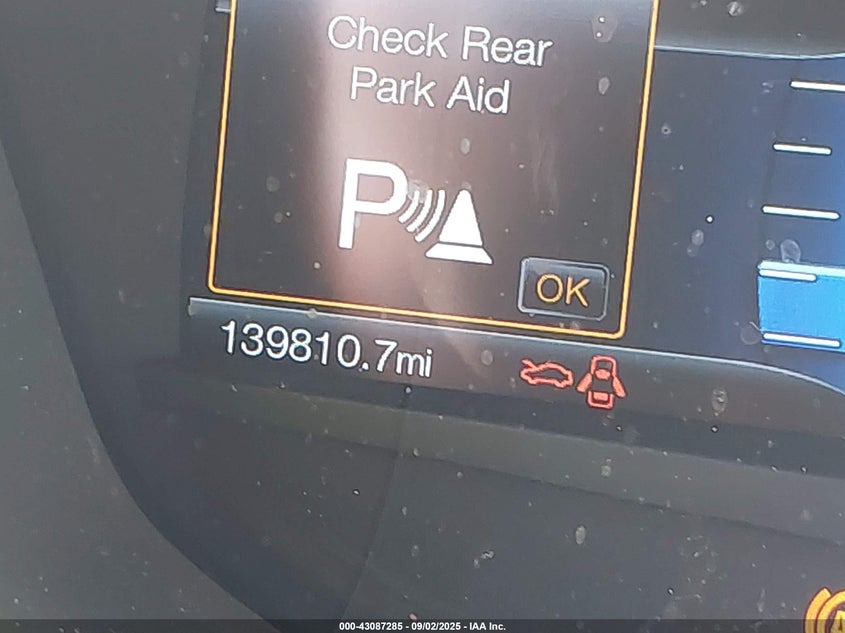 Check Rear
Park Aid
P
OK
139810.7mi
000-43087285 - 09/02/2025 - IAA Inc.